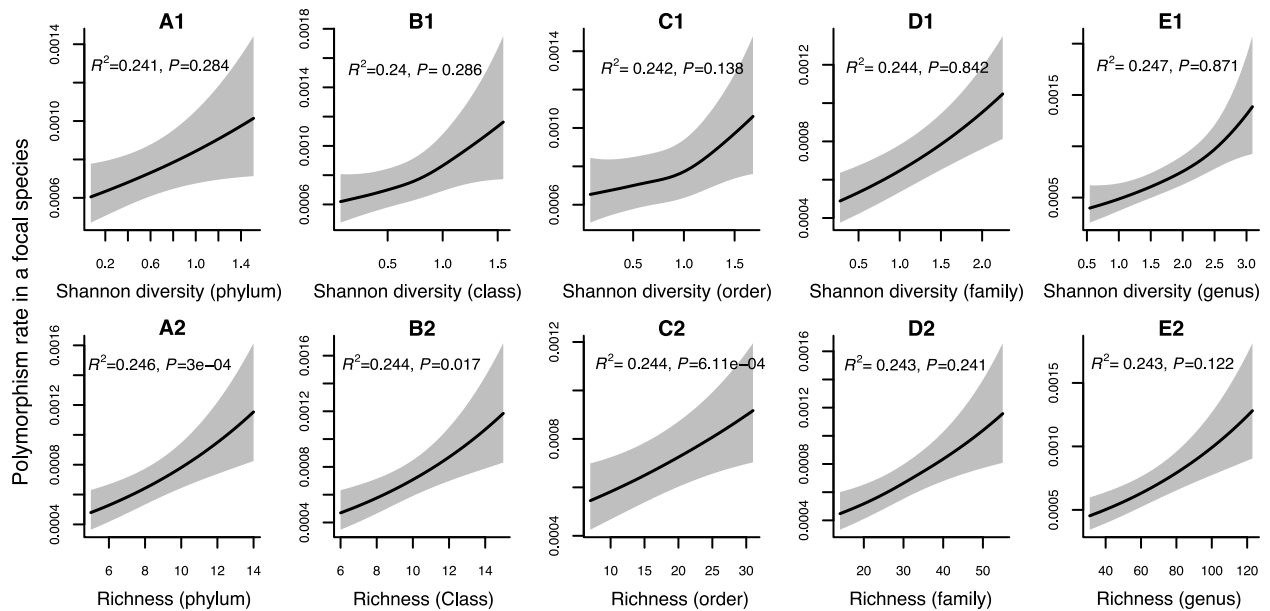 Polymorphism rate in a focal species
A1
R²=0.241, P=0.284
0.0006 0.0010 0.0014
0.2 0.6 1.0 1.4
Shannon diversity (phylum)
B1
R²=0.24, P= 0.286
0.0006 0.0010 0.0014 0.0018
0.5 1.0 1.5
Shannon diversity (class)
C1
R²= 0.242, P=0.138
0.0006 0.0010 0.0014
0.5 1.0 1.5
Shannon diversity (order)
D1
R²= 0.244, P=0.842
0.0004 0.0008 0.0012
0.5 1.0 1.5 2.0
Shannon diversity (family)
E1
R²= 0.247, P=0.871
0.0005 0.0015
0.5 1.0 1.5 2.0 2.5 3.0
Shannon diversity (genus)
A2
R²=0.246, P=3e−04
0.0004 0.0008 0.0012 0.0016
6 8 10 12 14
Richness (phylum)
B2
R²= 0.244, P=0.017
0.0004 0.0008 0.0012 0.0016
6 8 10 12 14
Richness (Class)
C2
R²= 0.244, P=6.11e−04
0.0004 0.0008 0.0012
10 15 20 25 30
Richness (order)
D2
R²= 0.243, P=0.241
0.0004 0.0008 0.0012 0.0016
20 30 40 50
Richness (family)
E2
R²= 0.243, P=0.122
0.0005 0.0010 0.0015
40 60 80 100 120
Richness (genus)